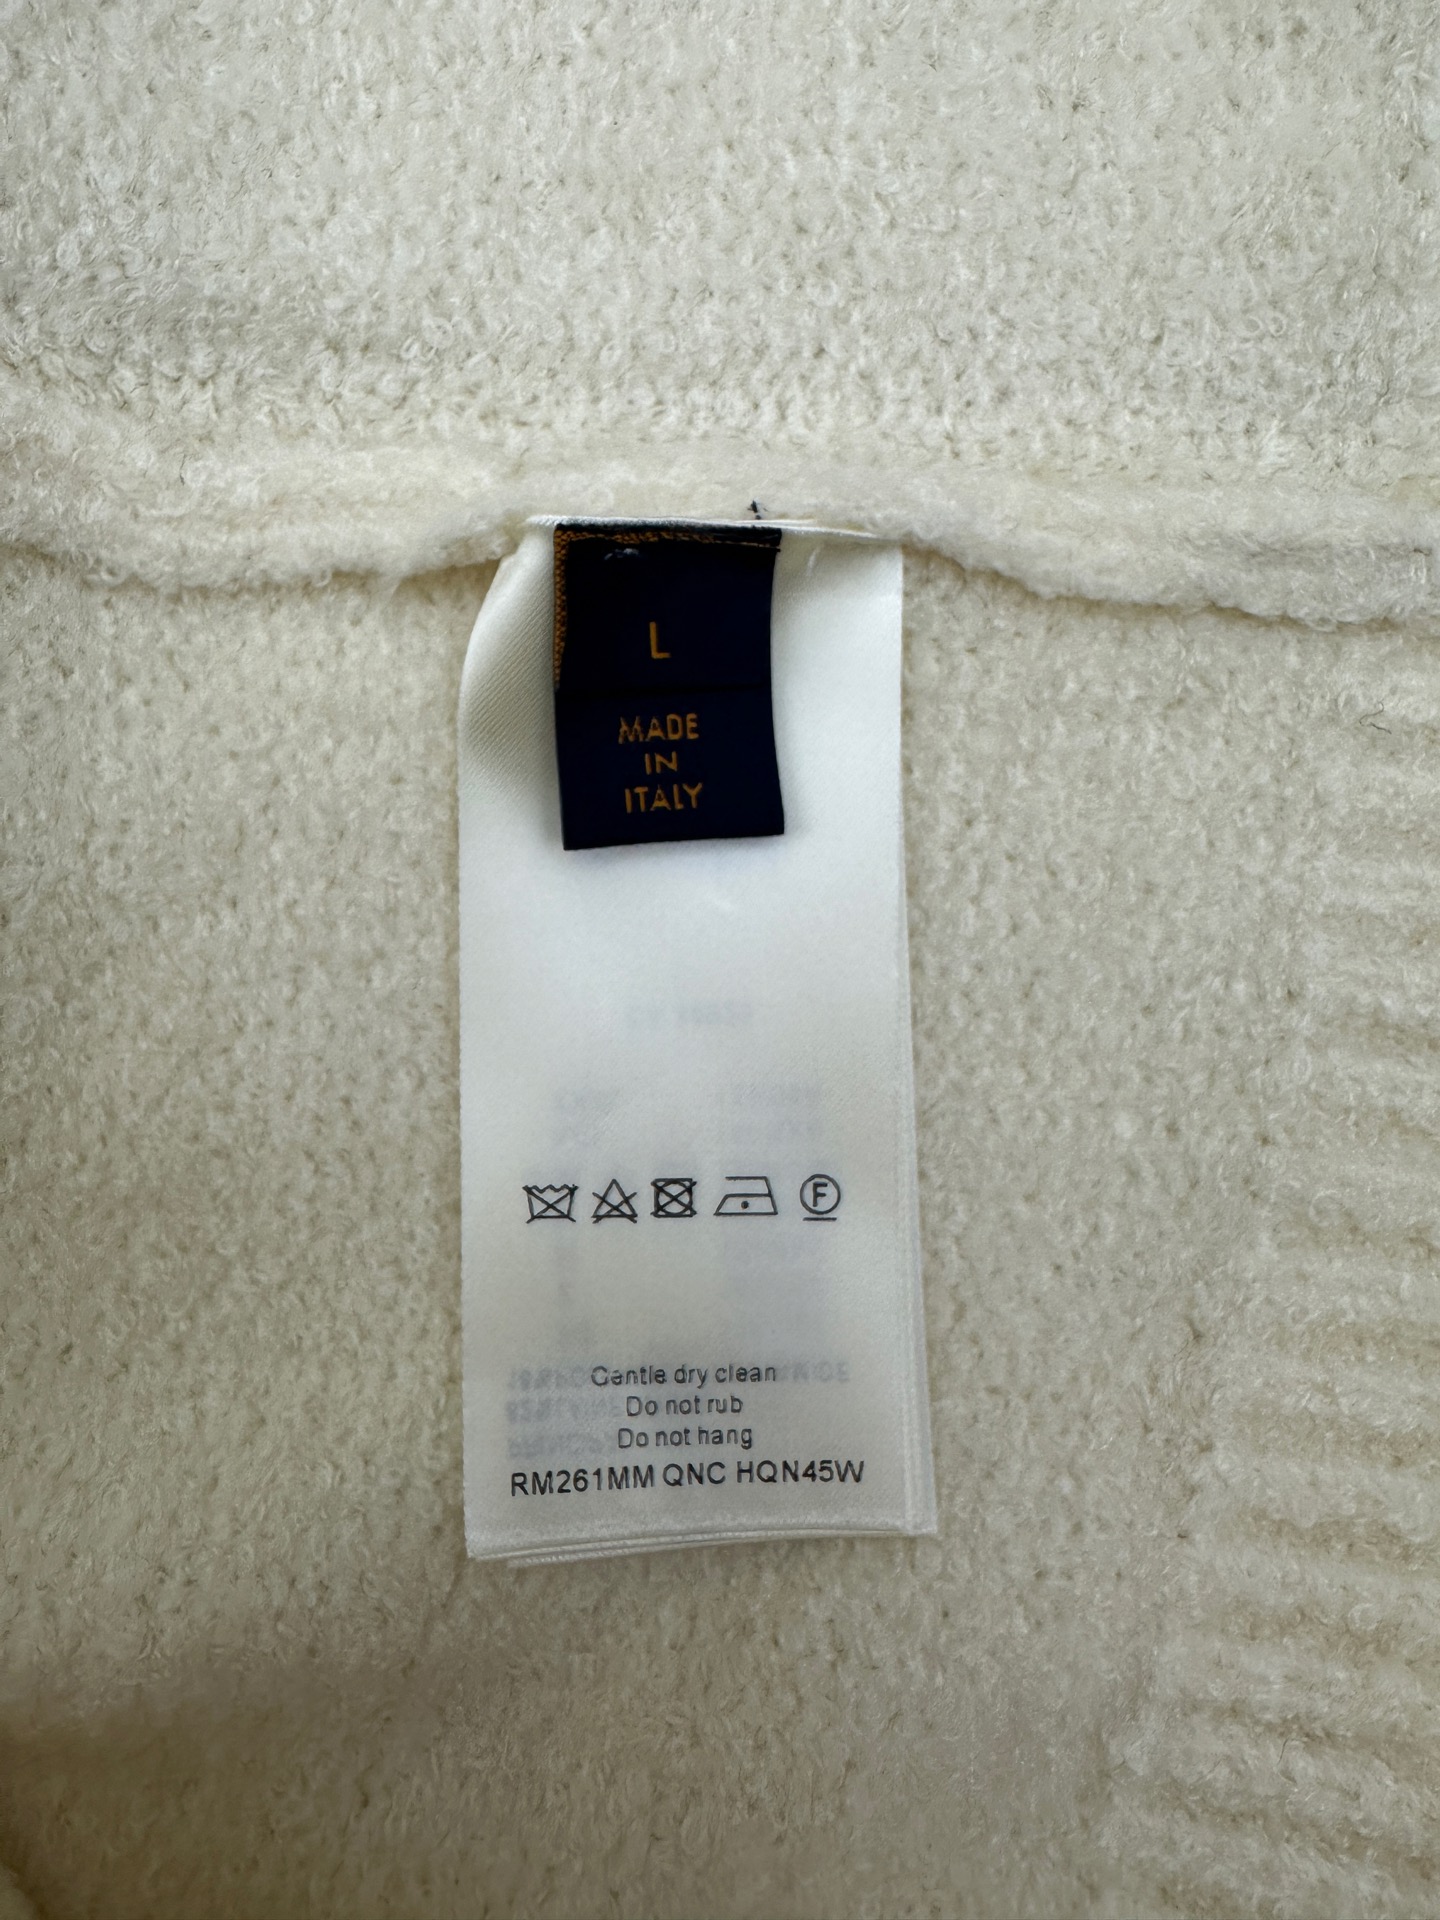 L
MADE
IN
ITALY
F
Gentle dry clean
Do not rub
Do not hang
RM261MM QNC HQN45W